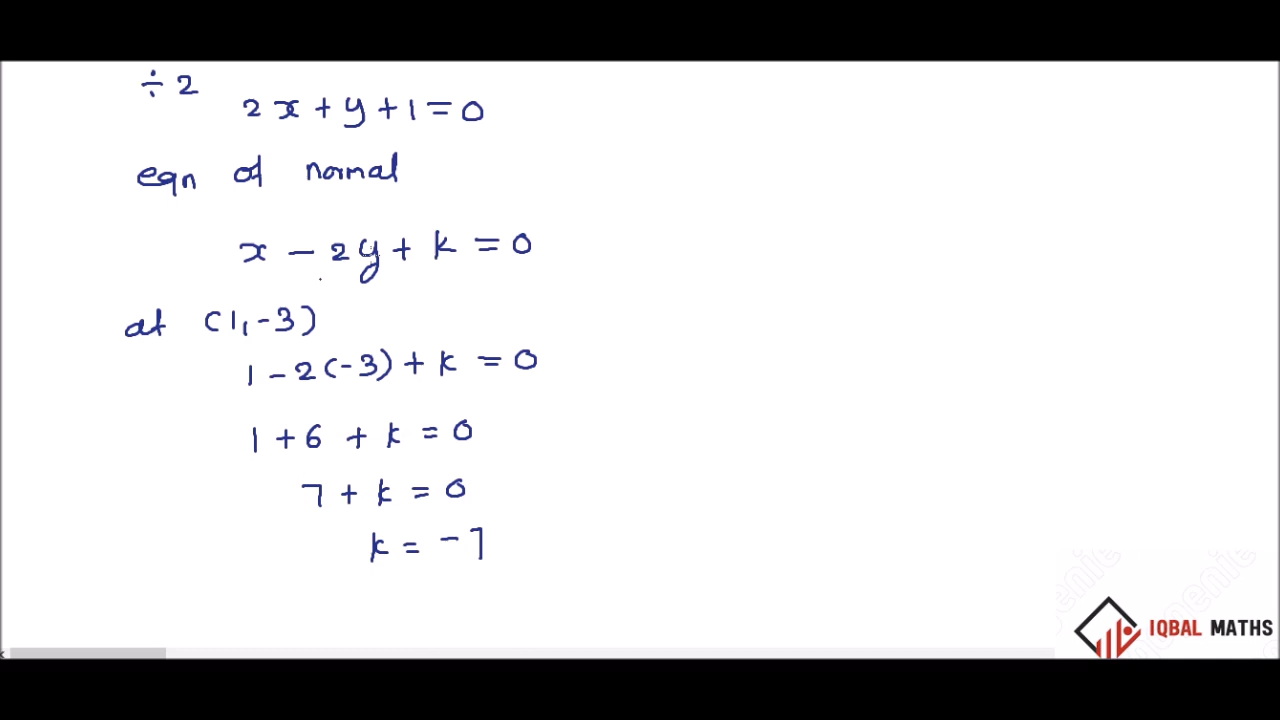 ÷ 2
2x + y + 1 = 0
eqn of normal
x - 2y + k = 0
at (1, -3)
1 - 2(-3) + k = 0
1 + 6 + k = 0
7 + k = 0
k = -7
IQBAL MATHS